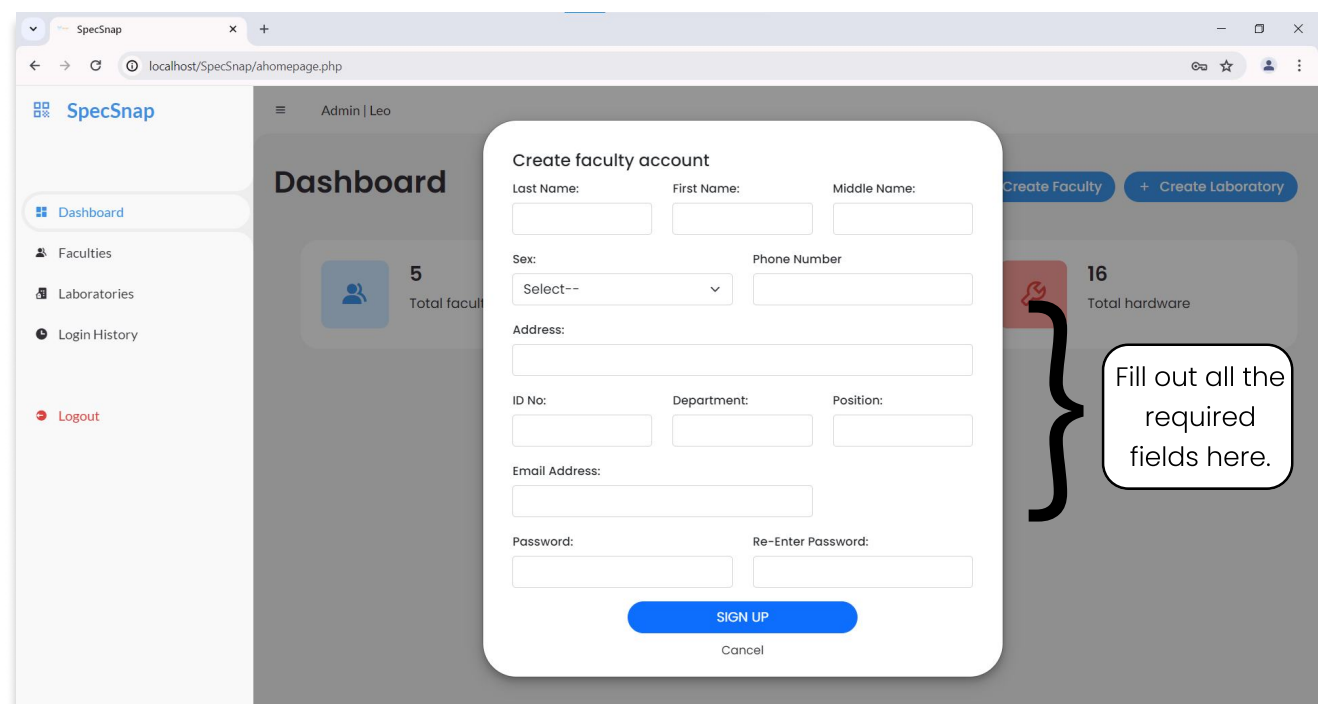 SpecSnap
localhost/SpecSnap/ahomepage.php
SpecSnap
Admin | Leo
Dashboard
Create Faculty
+ Create Laboratory
Dashboard
Faculties
Laboratories
Login History
Logout
5
Total facult
16
Total hardware
Create faculty account
Last Name: First Name: Middle Name:
Sex: Phone Number
Select--
Address:
ID No: Department: Position:
Email Address:
Password: Re-Enter Password:
SIGN UP
Cancel
Fill out all the
required
fields here.